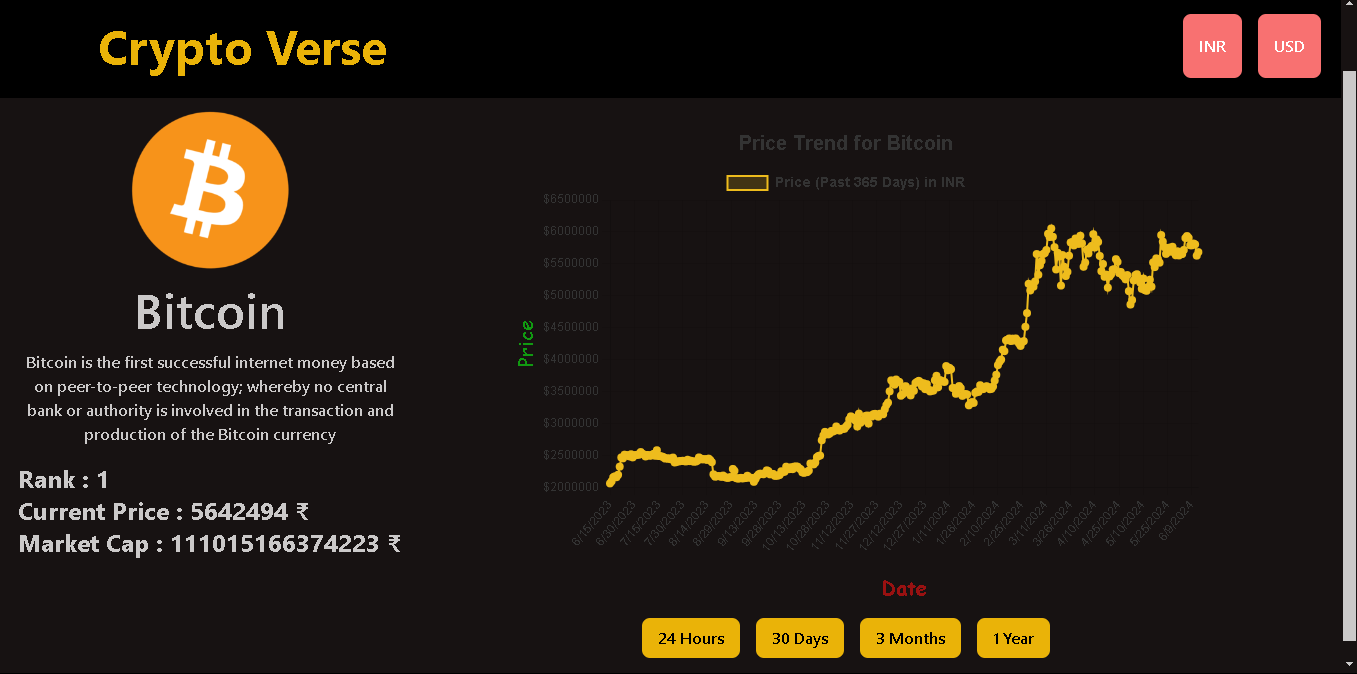 Crypto Verse
INR
USD
Bitcoin
Bitcoin is the first successful internet money based
on peer-to-peer technology; whereby no central
bank or authority is involved in the transaction and
production of the Bitcoin currency
Rank : 1
Current Price : 5642494 ₹
Market Cap : 111015166374223 ₹
Price Trend for Bitcoin
Price (Past 365 Days) in INR
Price
$6500000
$6000000
$5500000
$5000000
$4500000
$4000000
$3500000
$3000000
$2500000
$2000000
6/15/2023
6/30/2023
7/15/2023
7/30/2023
8/14/2023
8/29/2023
9/13/2023
9/28/2023
10/13/2023
10/28/2023
11/12/2023
11/27/2023
12/12/2023
12/27/2023
1/11/2024
1/26/2024
2/10/2024
2/25/2024
3/11/2024
3/26/2024
4/10/2024
4/25/2024
5/10/2024
5/25/2024
6/9/2024
Date
24 Hours
30 Days
3 Months
1 Year